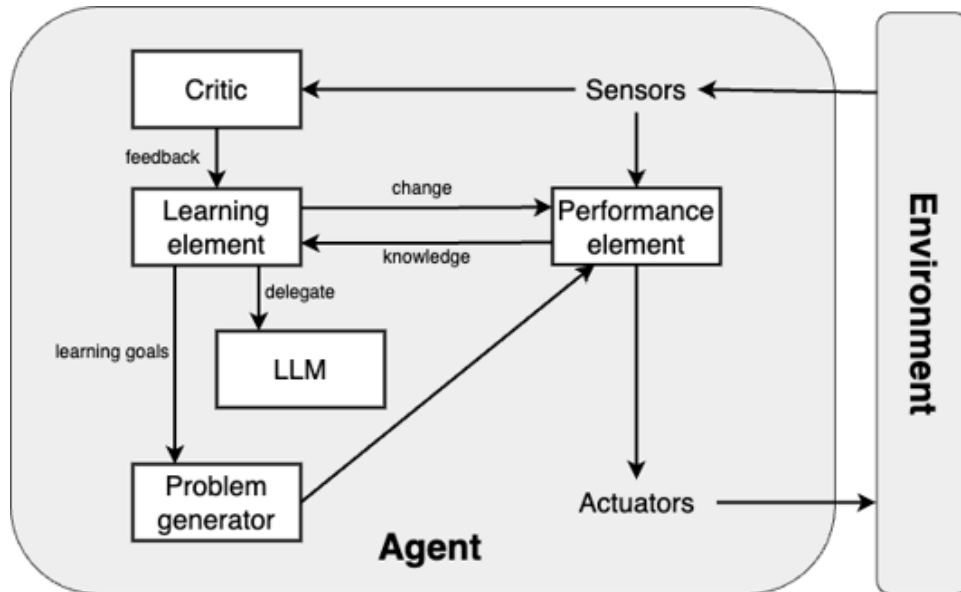 Critic
Sensors
feedback
Learning
element
change
knowledge
Performance
element
delegate
learning goals
LLM
Problem
generator
Actuators
Agent
Environment